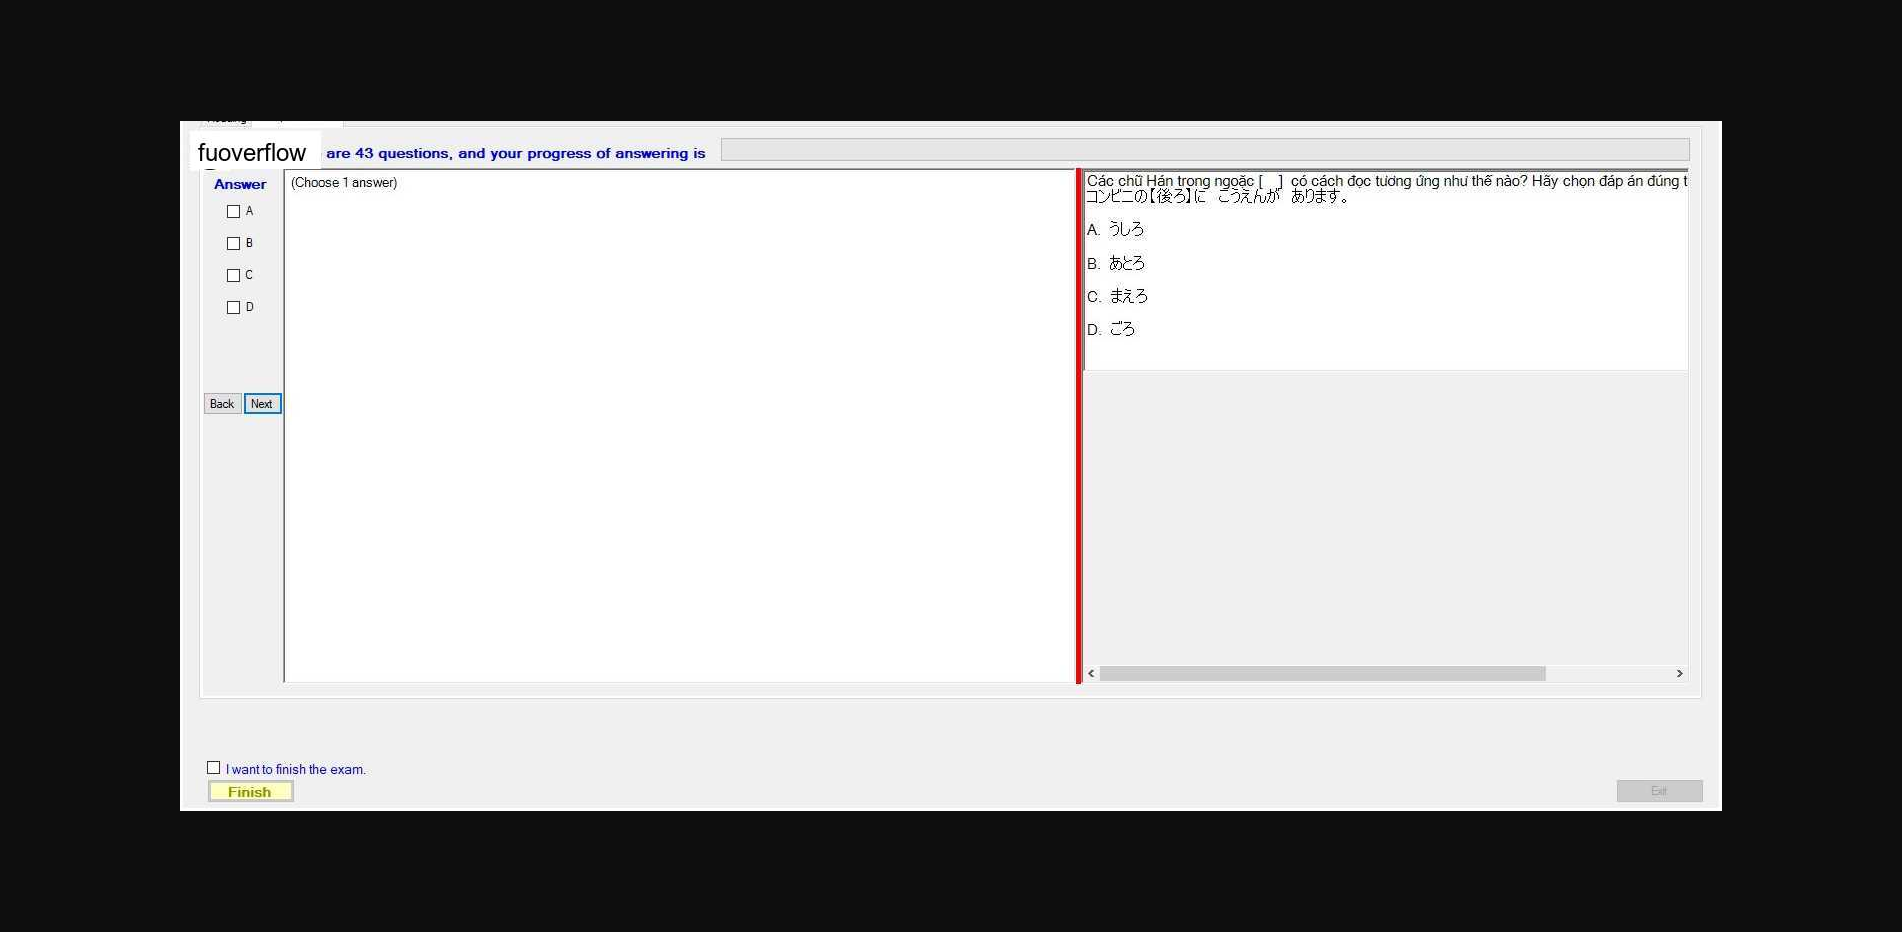 fuoverflow are 43 questions, and your progress of answering is
Answer
(Choose 1 answer)
A
B
C
D
Back Next
Các chữ Hán trong ngoặc [ ] có cách đọc tương ứng như thế nào? Hãy chọn đáp án đúng t
コンビニの【後ろ】に こうえんが あります。
A. うしろ
B. あとろ
C. まえろ
D. ごろ
I want to finish the exam.
Finish
Exit